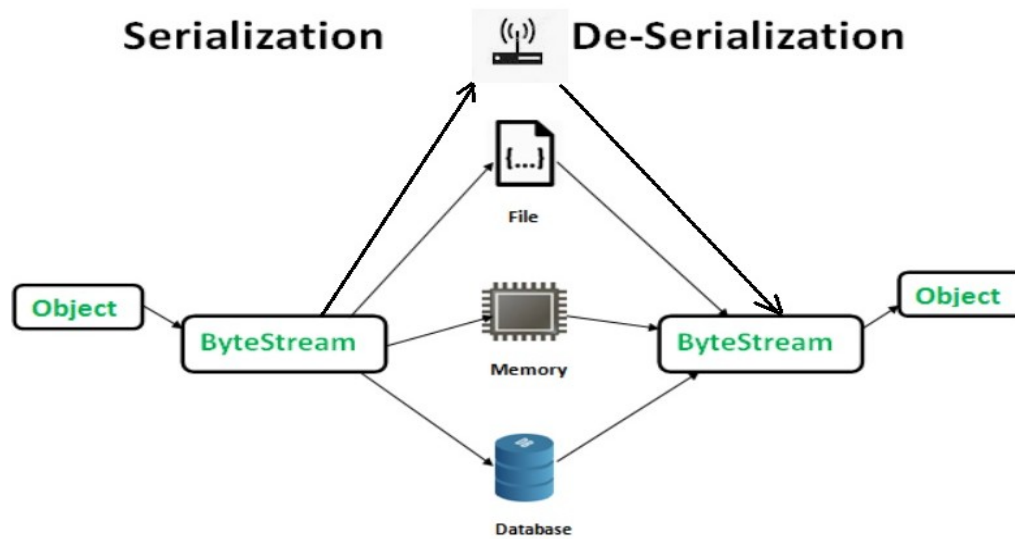 Serialization
De-Serialization
{...}
File
Object
ByteStream
Memory
ByteStream
Object
Database